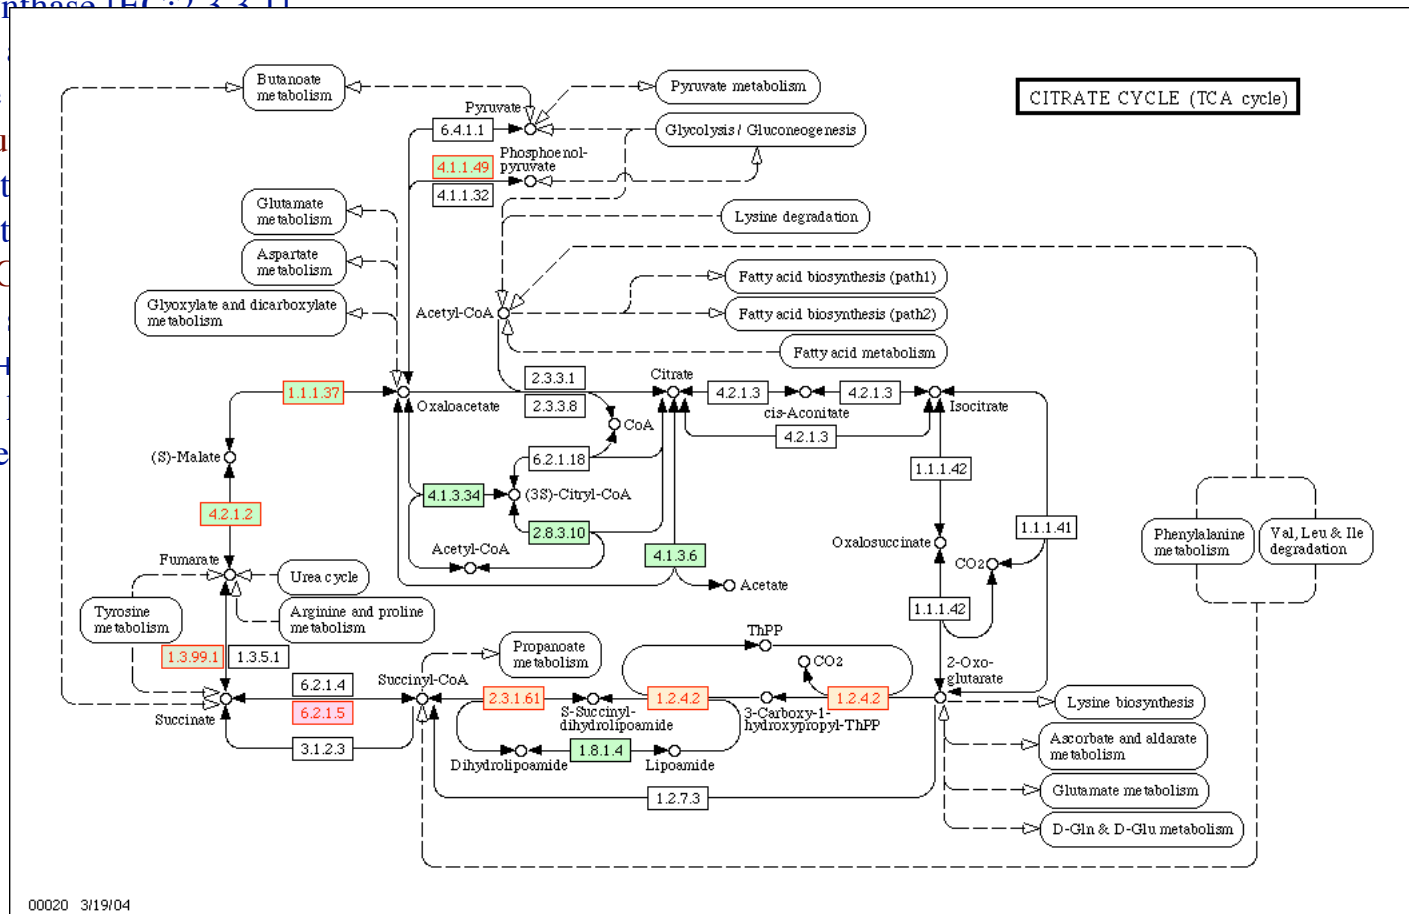 nthase [EC:2.3.3.1]
CITRATE CYCLE (TCA cycle)
Butanoate
metabolism
Pyruvate
Pyruvate metabolism
6.4.1.1
Glycolysis / Gluconeogenesis
4.1.1.49
Phosphoenol-
pyruvate
4.1.1.32
Glutamate
metabolism
Lysine degradation
Aspartate
metabolism
Fatty acid biosynthesis (path1)
Glyoxylate and dicarboxylate
metabolism
Acetyl-CoA
Fatty acid biosynthesis (path2)
Fatty acid metabolism
1.1.1.37
Oxaloacetate
2.3.3.1
2.3.3.8
Citrate
4.2.1.3
cis-Aconitate
4.2.1.3
Isocitrate
4.2.1.3
CoA
(S)-Malate
6.2.1.18
1.1.1.42
4.1.3.34
(3S)-Citryl-CoA
4.2.1.2
2.8.3.10
1.1.1.41
Oxalosuccinate
Phenylalanine
metabolism
Val, Leu & Ile
degradation
Acetyl-CoA
4.1.3.6
CO2
Fumarate
Urea cycle
Acetate
Tyrosine
metabolism
Arginine and proline
metabolism
1.1.1.42
1.3.99.1
1.3.5.1
Propanoate
metabolism
ThPP
CO2
2-Oxo-
glutarate
6.2.1.4
Succinyl-CoA
Succinate
6.2.1.5
2.3.1.61
S-Succinyl-
dihydrolipoamide
1.2.4.2
3-Carboxy-1-
hydroxypropyl-ThPP
1.2.4.2
Lysine biosynthesis
3.1.2.3
Dihydrolipoamide
1.8.1.4
Lipoamide
Ascorbate and aldarate
metabolism
1.2.7.3
Glutamate metabolism
D-Gln & D-Glu metabolism
00020 3/19/04